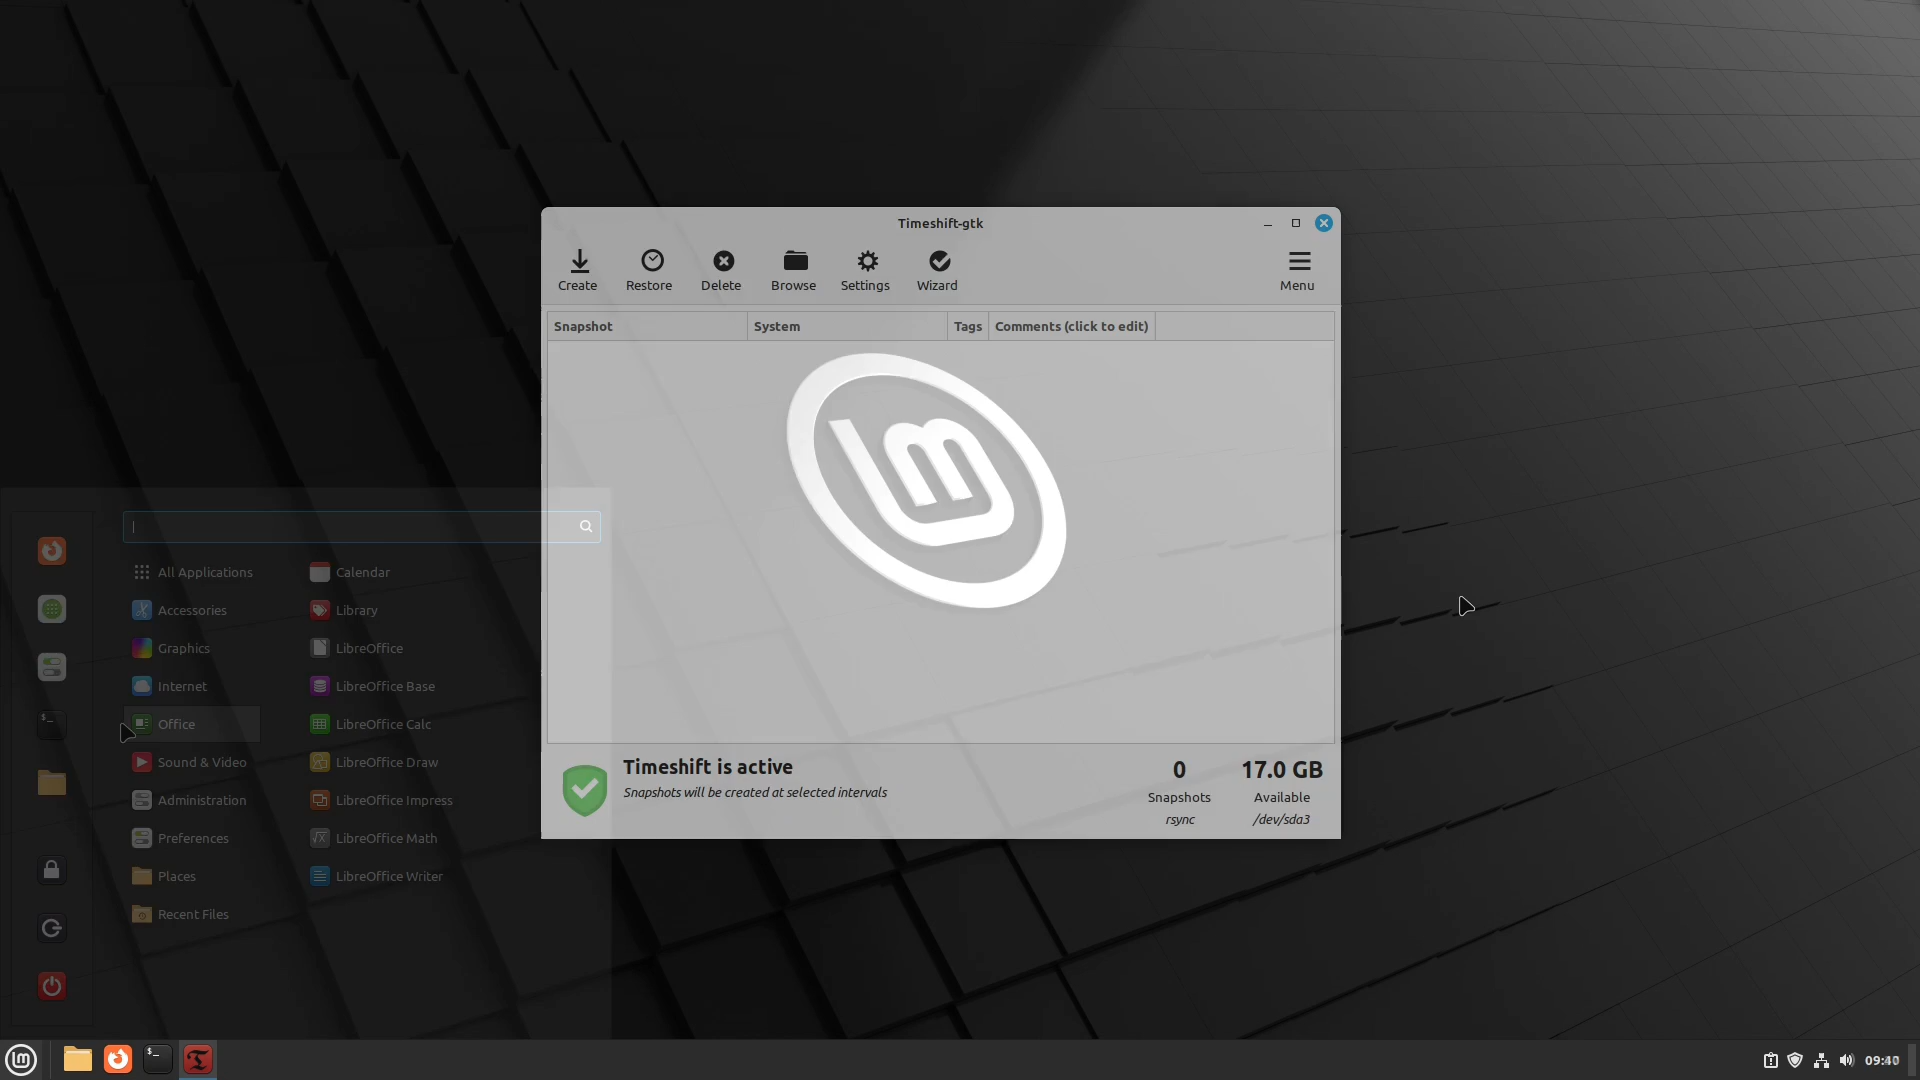 Timeshift-gtk
Create Restore Delete Browse Settings Wizard Menu
Snapshot System Tags Comments (click to edit)
Timeshift is active
Snapshots will be created at selected intervals
0
Snapshots
rsync
17.0 GB
Available
/dev/sda3
All Applications
Accessories
Graphics
Internet
Office
Sound & Video
Administration
Preferences
Places
Recent Files
Calendar
Library
LibreOffice
LibreOffice Base
LibreOffice Calc
LibreOffice Draw
LibreOffice Impress
LibreOffice Math
LibreOffice Writer